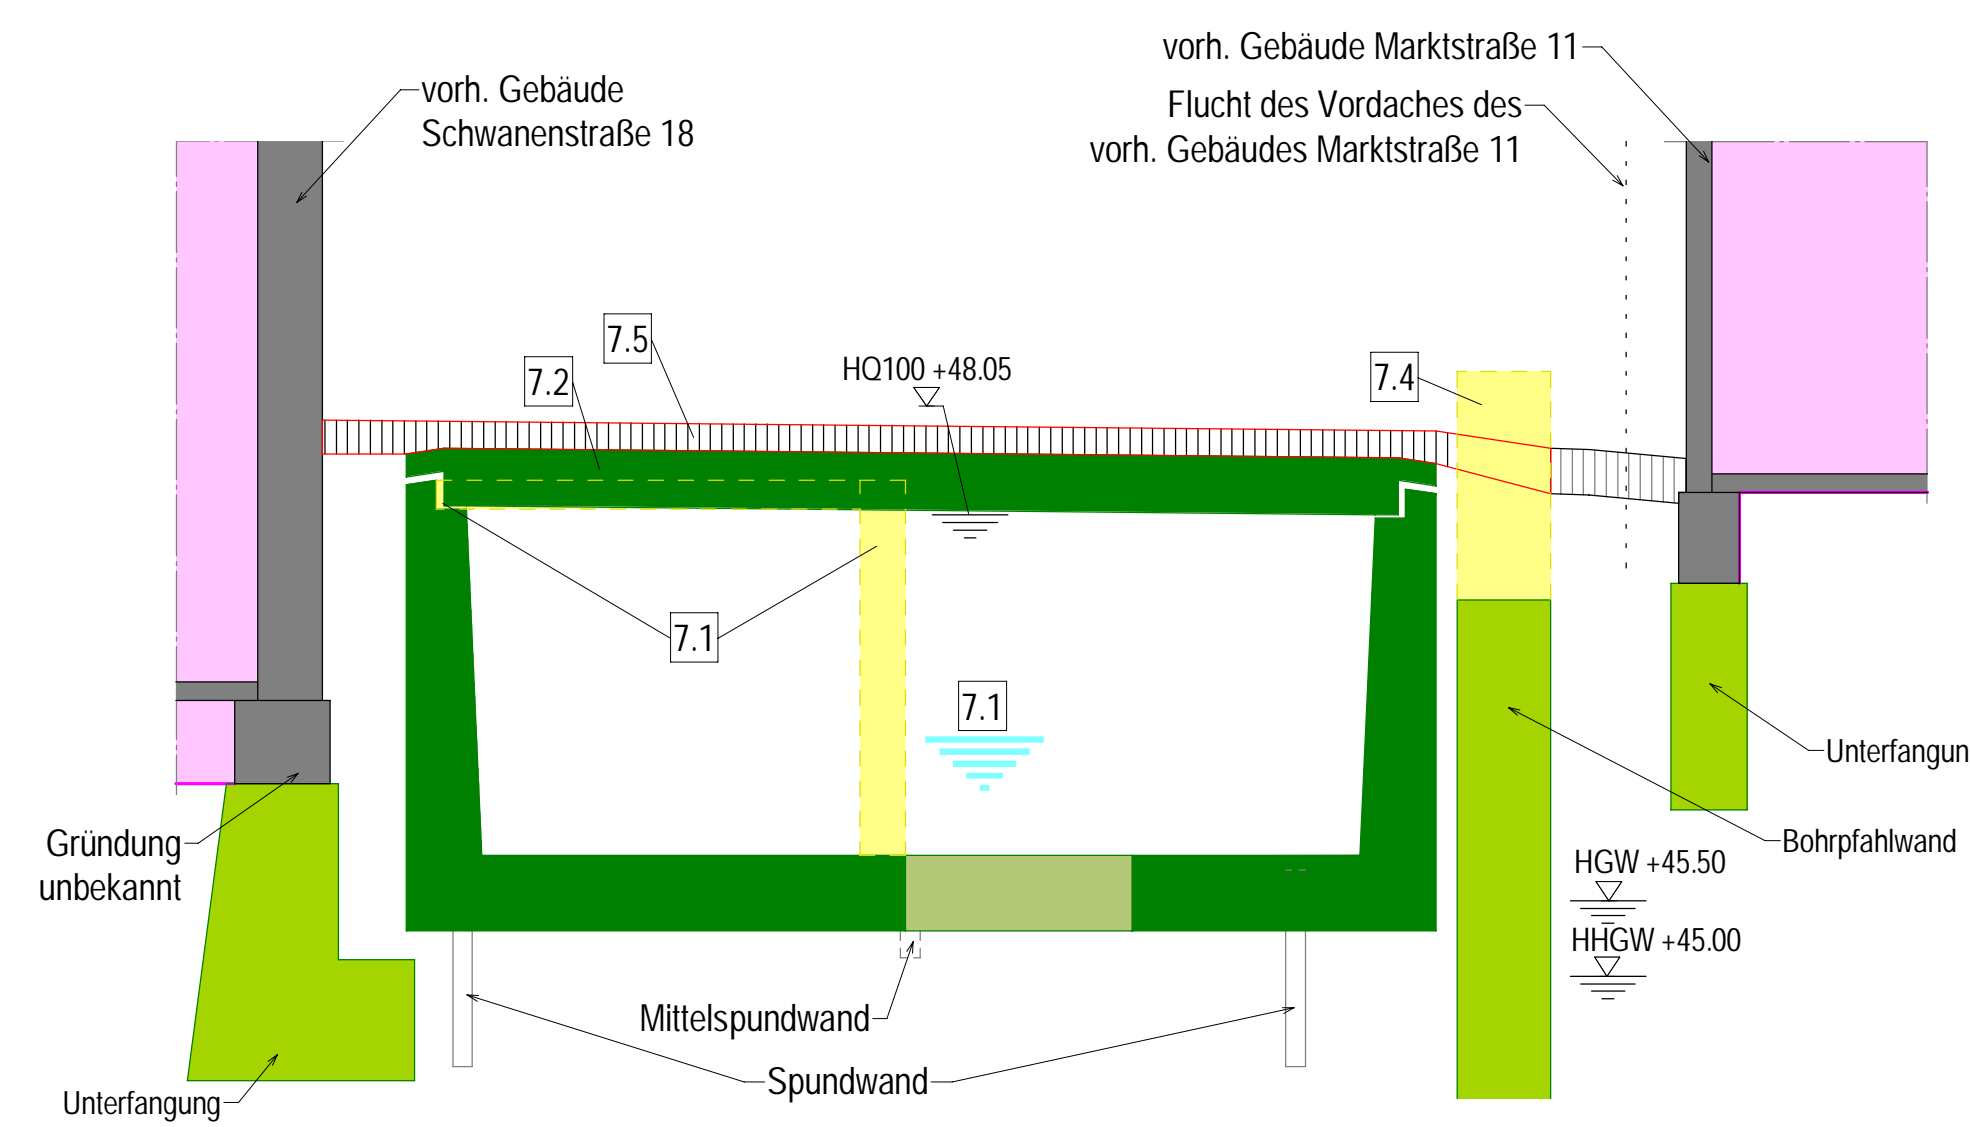 vorh. Gebäude Marktstraße 11
vorh. Gebäude
Schwanenstraße 18
Flucht des Vordaches des
vorh. Gebäudes Marktstraße 11
7.5
7.2
HQ100 +48.05
7.4
7.1
7.1
Unterfangun
Gründung
unbekannt
Bohrpfahlwand
HGW +45.50
HHGW +45.00
Mittelspundwand
Spundwand
Unterfangung